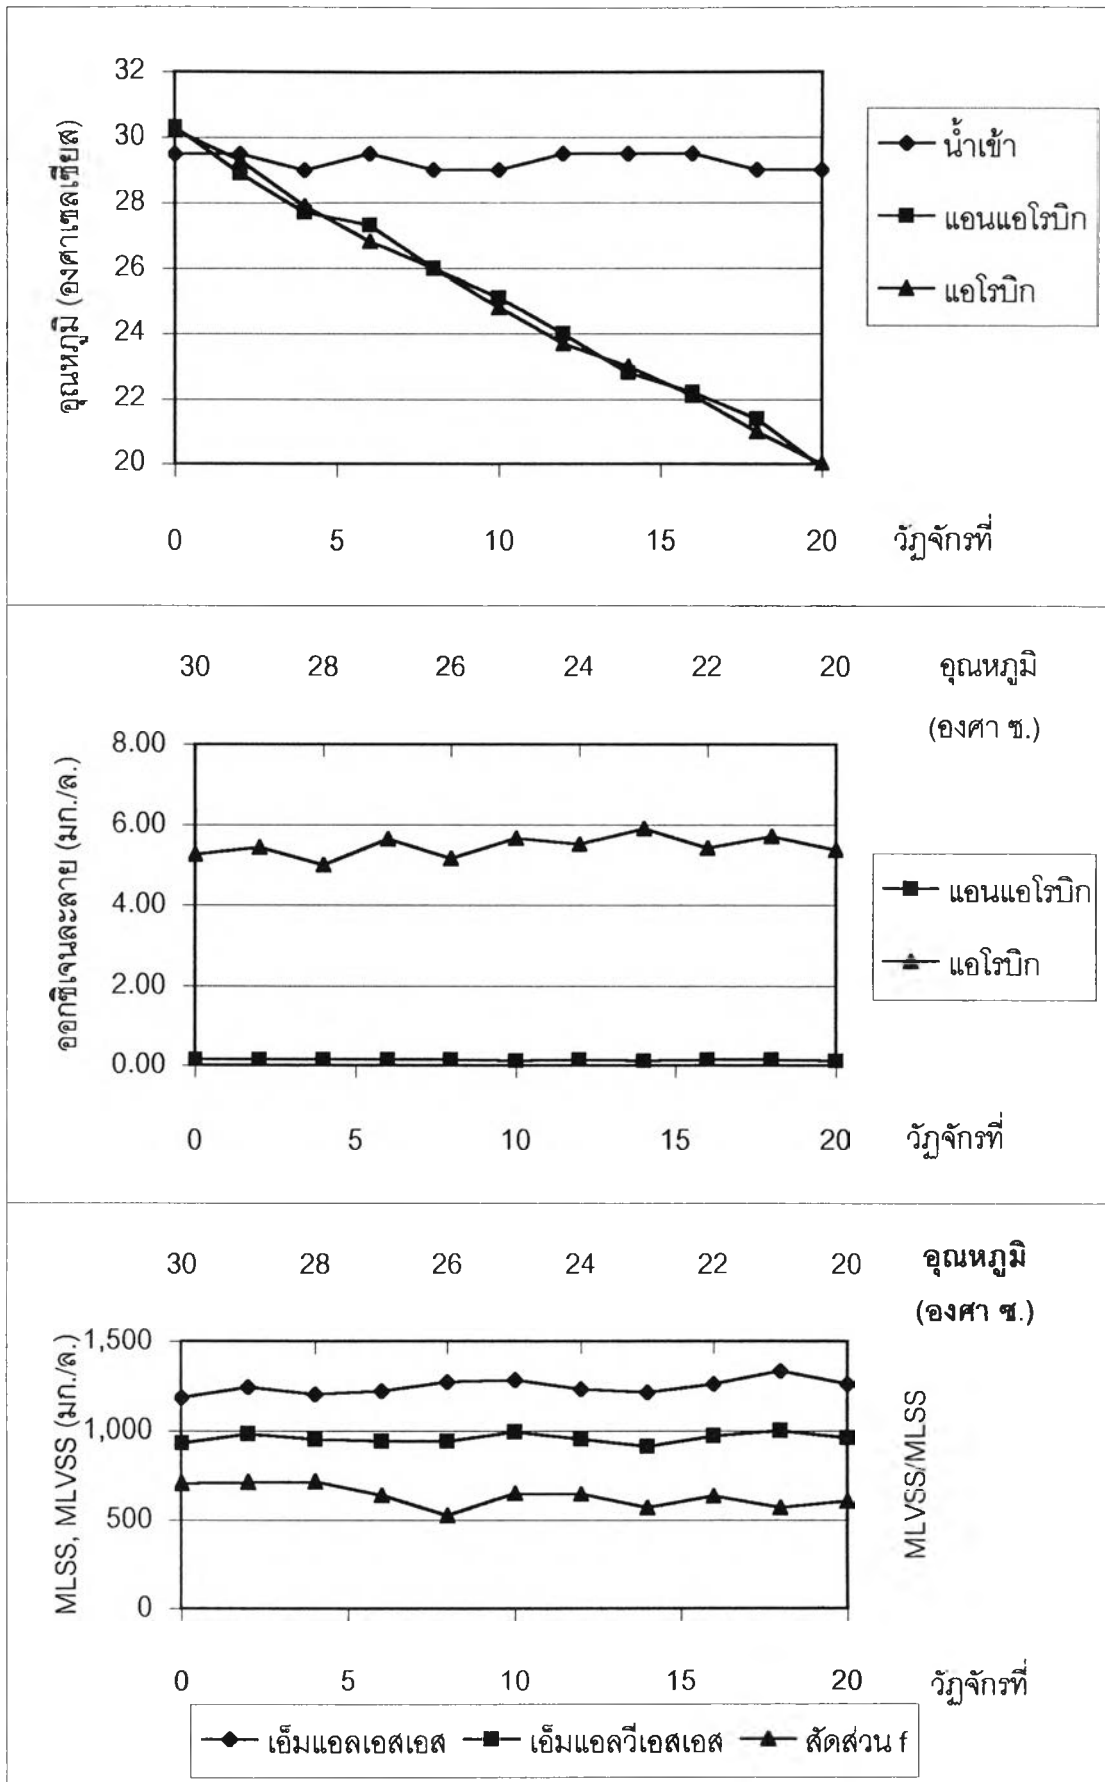 32
30
28
26
24
22
20
อุณหภูมิ (องศาเซลเซียส)
น้ำเข้า
แอนแอโรบิก
แอโรบิก
0 5 10 15 20 วัฏจักรที่
30 28 26 24 22 20 อุณหภูมิ
(องศา ซ.)
8.00
6.00
4.00
2.00
0.00
ออกซิเจนละลาย (มก./ล.)
แอนแอโรบิก
แอโรบิก
0 5 10 15 20 วัฏจักรที่
30 28 26 24 22 20 อุณหภูมิ
(องศา ซ.)
1,500
1,000
500
0
MLSS, MLVSS (มก./ล.)
MLVSS/MLSS
0 5 10 15 20 วัฏจักรที่
เอ็มแอลเอสเอส เอ็มแอลวีเอสเอส สัดส่วน f